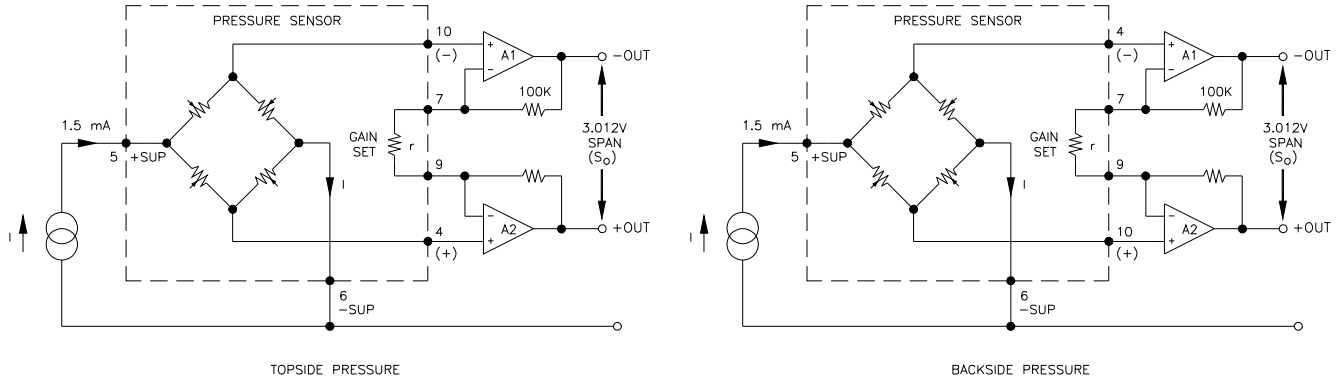 PRESSURE SENSOR
10
(−)
A1
+
−
−OUT
7
100K
1.5 mA
5
+SUP
GAIN
SET
r
3.012V
SPAN
(So)
9
I
I
−
A2
+
+OUT
4
(+)
6
−SUP
TOPSIDE PRESSURE
PRESSURE SENSOR
4
(−)
A1
+
−
−OUT
7
100K
1.5 mA
5
+SUP
GAIN
SET
r
3.012V
SPAN
(So)
9
I
I
−
A2
+
+OUT
10
(+)
6
−SUP
BACKSIDE PRESSURE